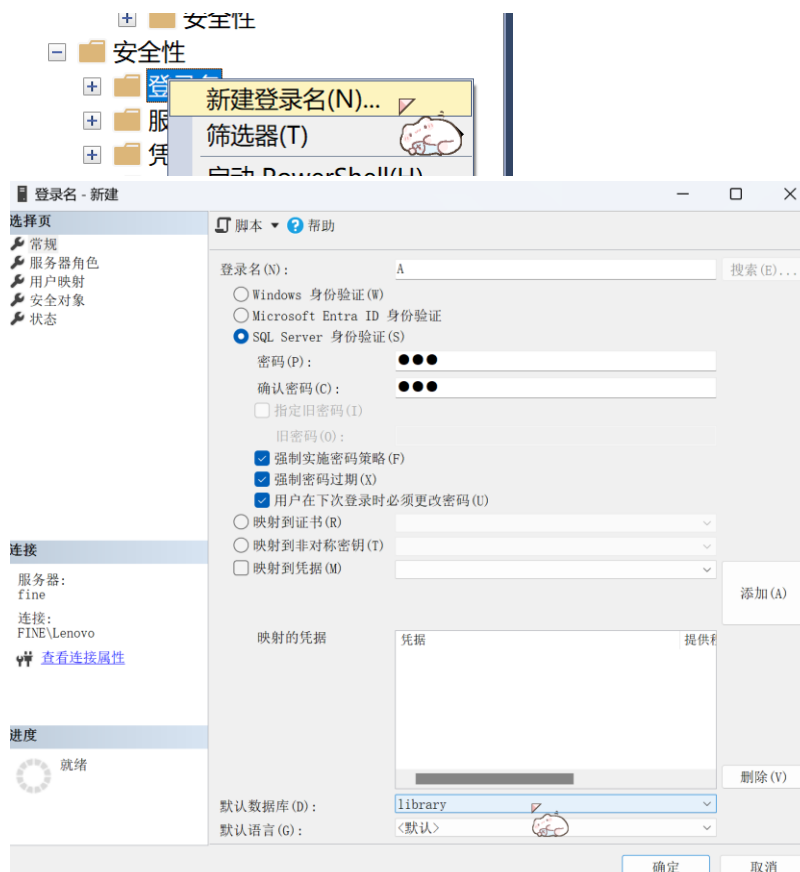 安全性
安全性
登
新建登录名(N)...
服
筛选器(T)
凭
启动 PowerShell(H)
登录名 - 新建
选择页
常规
服务器角色
用户映射
安全对象
状态
脚本 帮助
登录名(N): A 搜索(E)...
Windows 身份验证(W)
Microsoft Entra ID 身份验证
SQL Server 身份验证(S)
密码(P): ●●●
确认密码(C): ●●●
指定旧密码(I)
旧密码(O):
强制实施密码策略(F)
强制密码过期(X)
用户在下次登录时必须更改密码(U)
映射到证书(R)
映射到非对称密钥(T)
映射到凭据(M)
添加(A)
映射的凭据
凭据 提供
连接
服务器:
fine
连接:
FINE\Lenovo
查看连接属性
进度
就绪
删除(V)
默认数据库(D): library
默认语言(G): <默认>
确定 取消